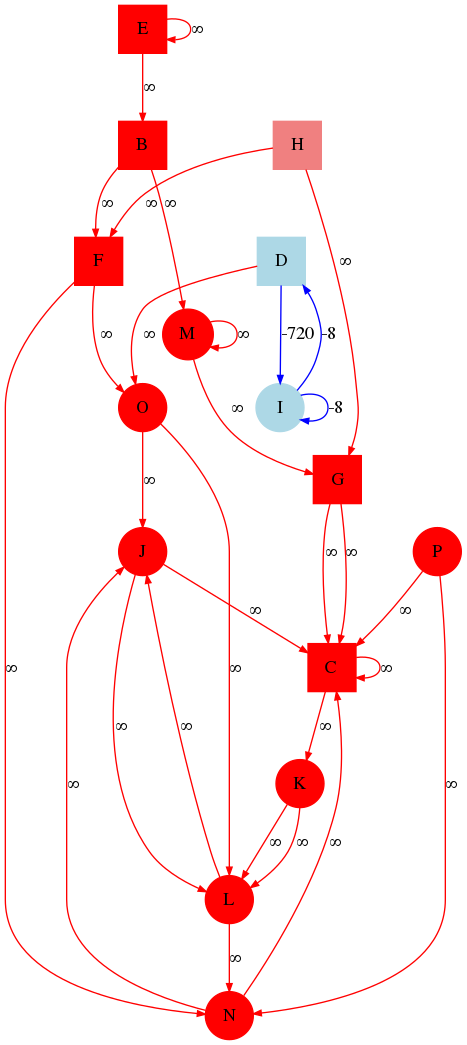 E ∞
∞
B H
∞ ∞ ∞
F D ∞
∞ ∞ M ∞ -720 -8
O ∞ I -8
∞ G
J ∞ ∞ P
∞ ∞
∞ ∞ C ∞
∞ ∞ ∞
∞ K ∞
∞ ∞ ∞
L
∞
N